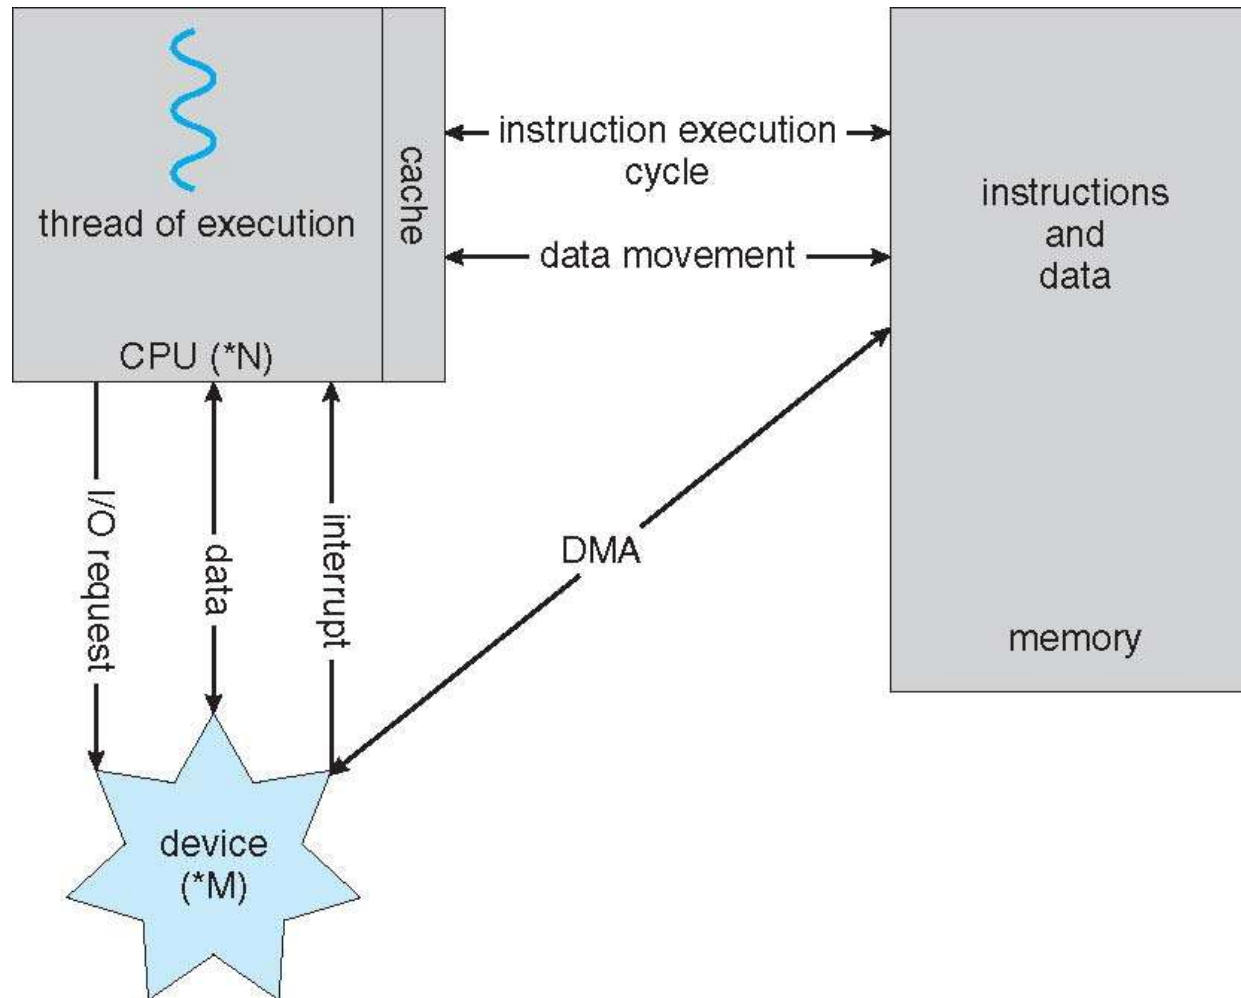 thread of execution
CPU (*N)
cache
instruction execution
cycle
data movement
instructions
and
data
memory
I/O request
data
interrupt
DMA
device
(*M)